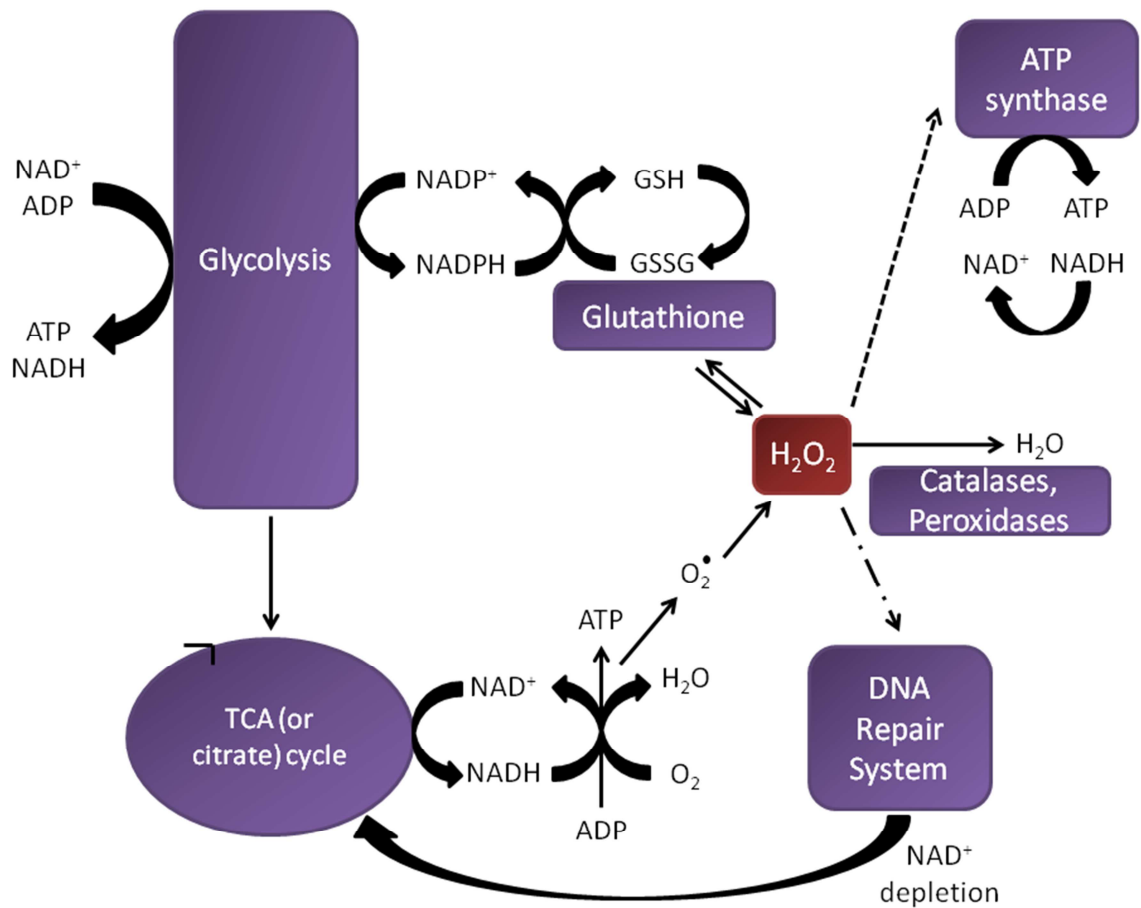 ATP
synthase
ADP
ATP
NAD⁺
NADH
NAD⁺
ADP
Glycolysis
ATP
NADH
NADP⁺
GSH
NADPH
GSSG
Glutathione
H₂O₂
H₂O
Catalases,
Peroxidases
O₂•
ATP
NAD⁺
H₂O
TCA (or
citrate) cycle
NADH
O₂
ADP
DNA
Repair
System
NAD⁺
depletion